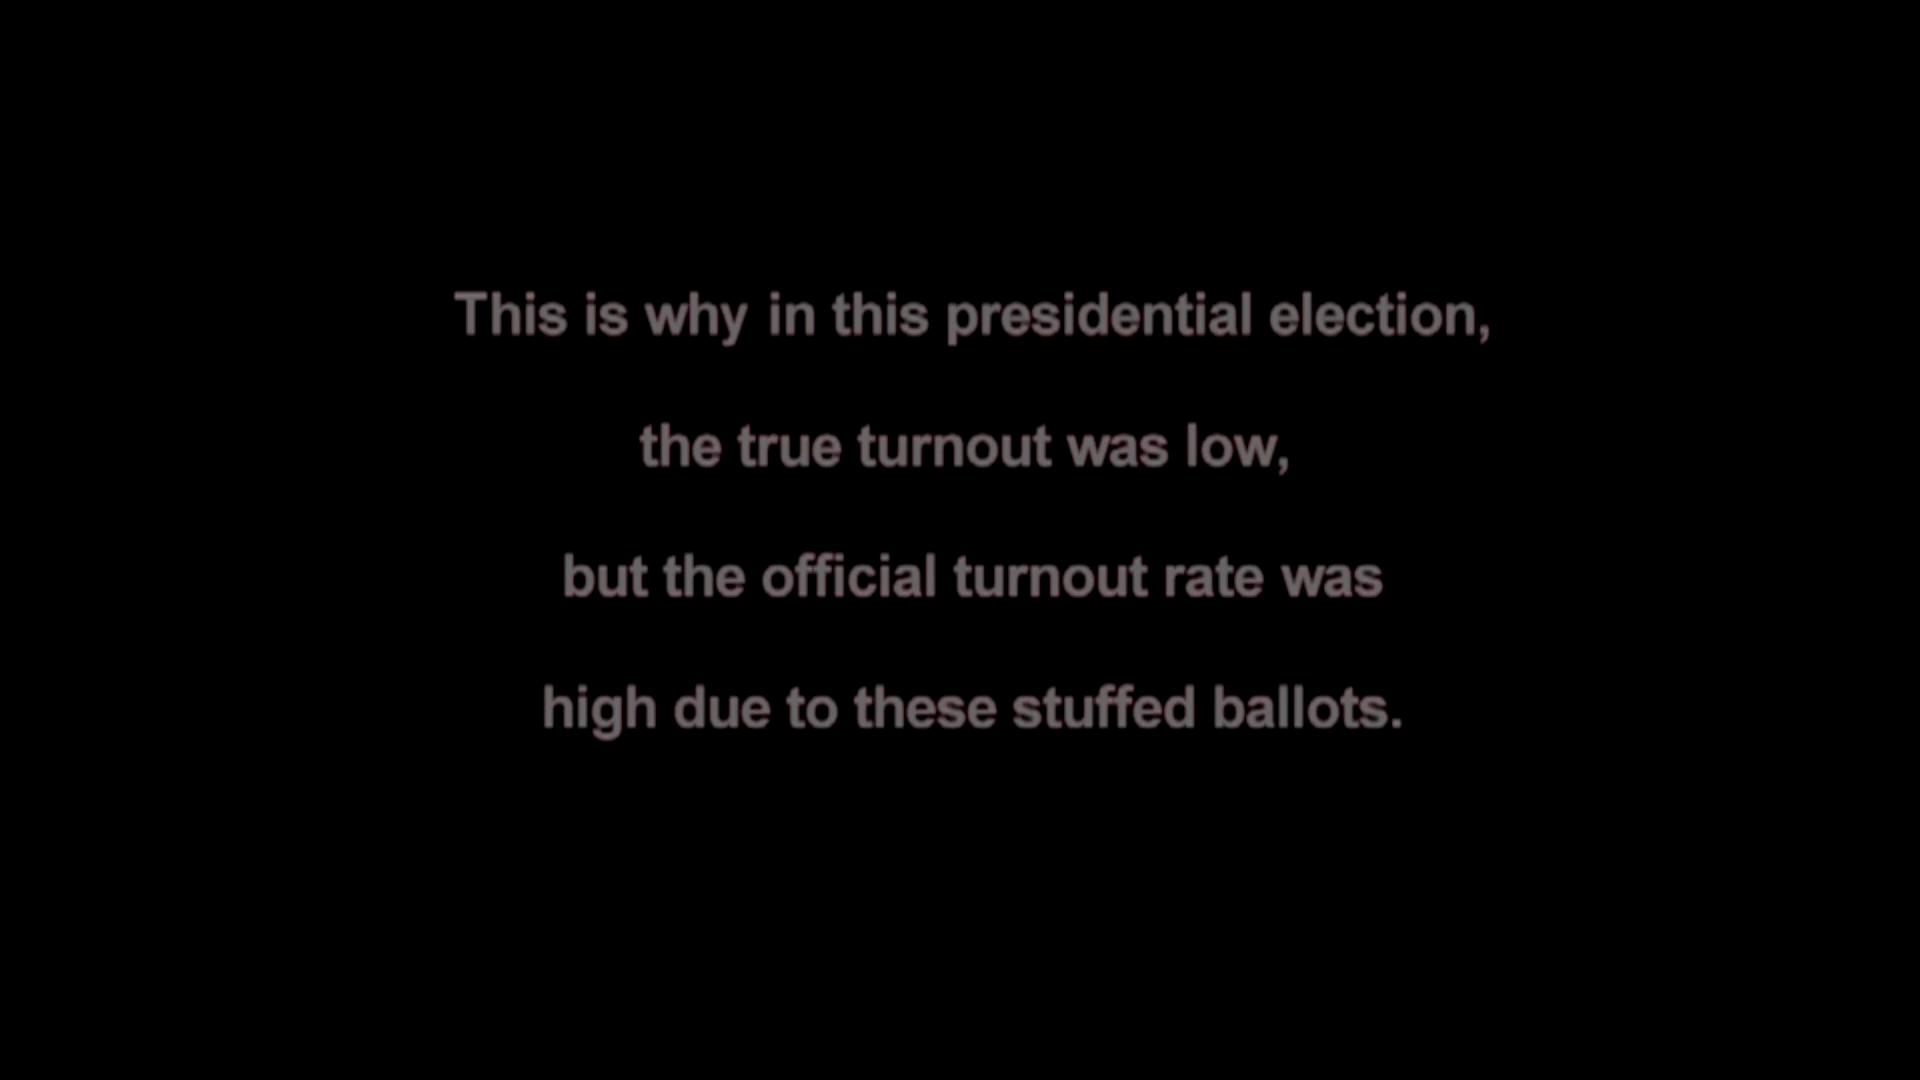 This is why in this presidential election,
the true turnout was low,
but the official turnout rate was
high due to these stuffed ballots.